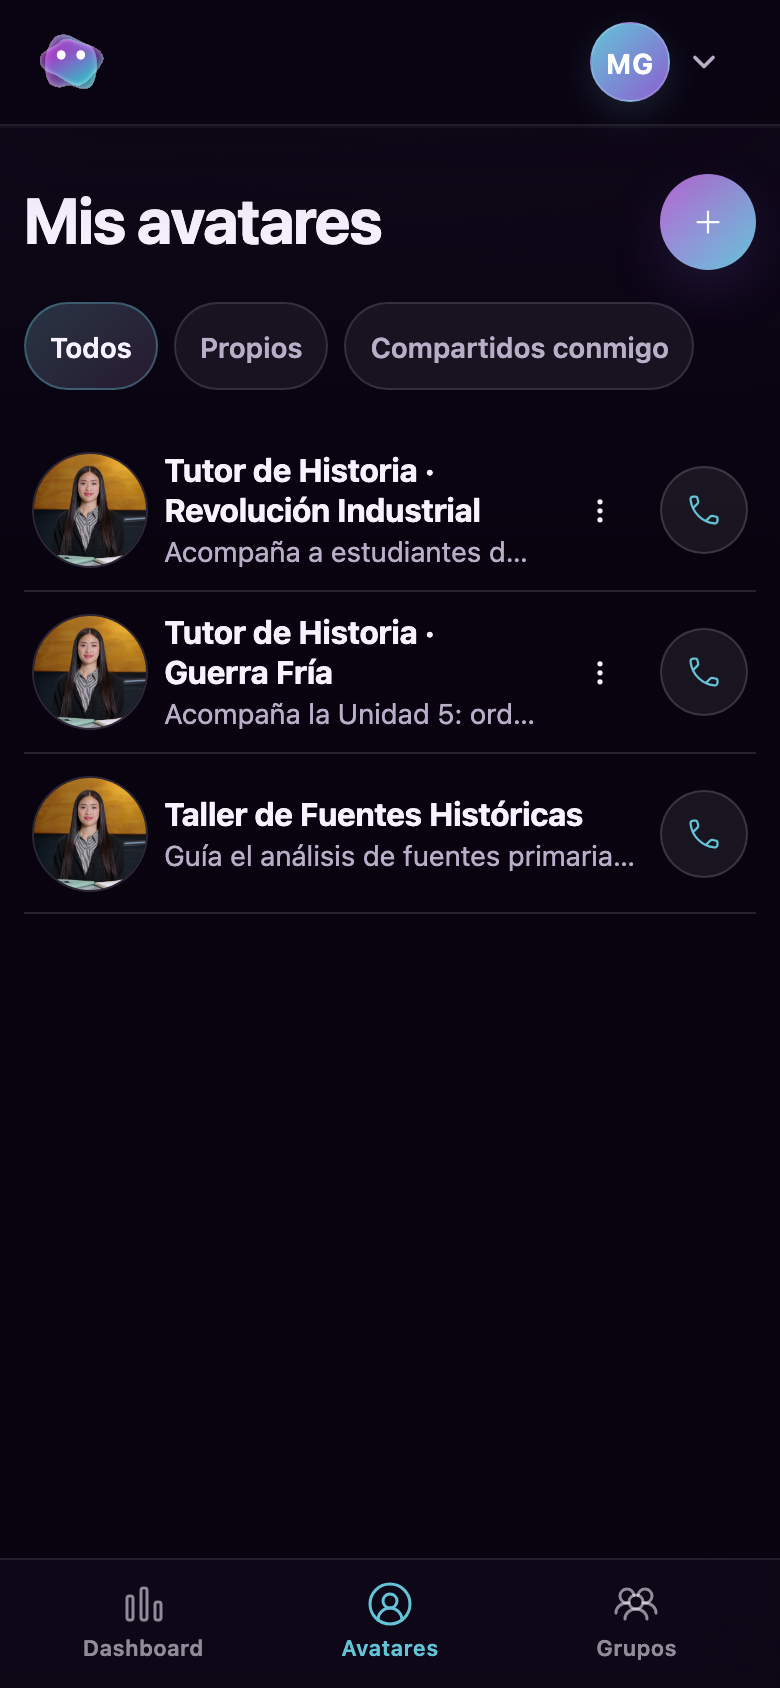 MG
Mis avatares
Todos
Propios
Compartidos conmigo
Tutor de Historia ·
Revolución Industrial
Acompaña a estudiantes d...
Tutor de Historia ·
Guerra Fría
Acompaña la Unidad 5: ord...
Taller de Fuentes Históricas
Guía el análisis de fuentes primaria...
Dashboard
Avatares
Grupos